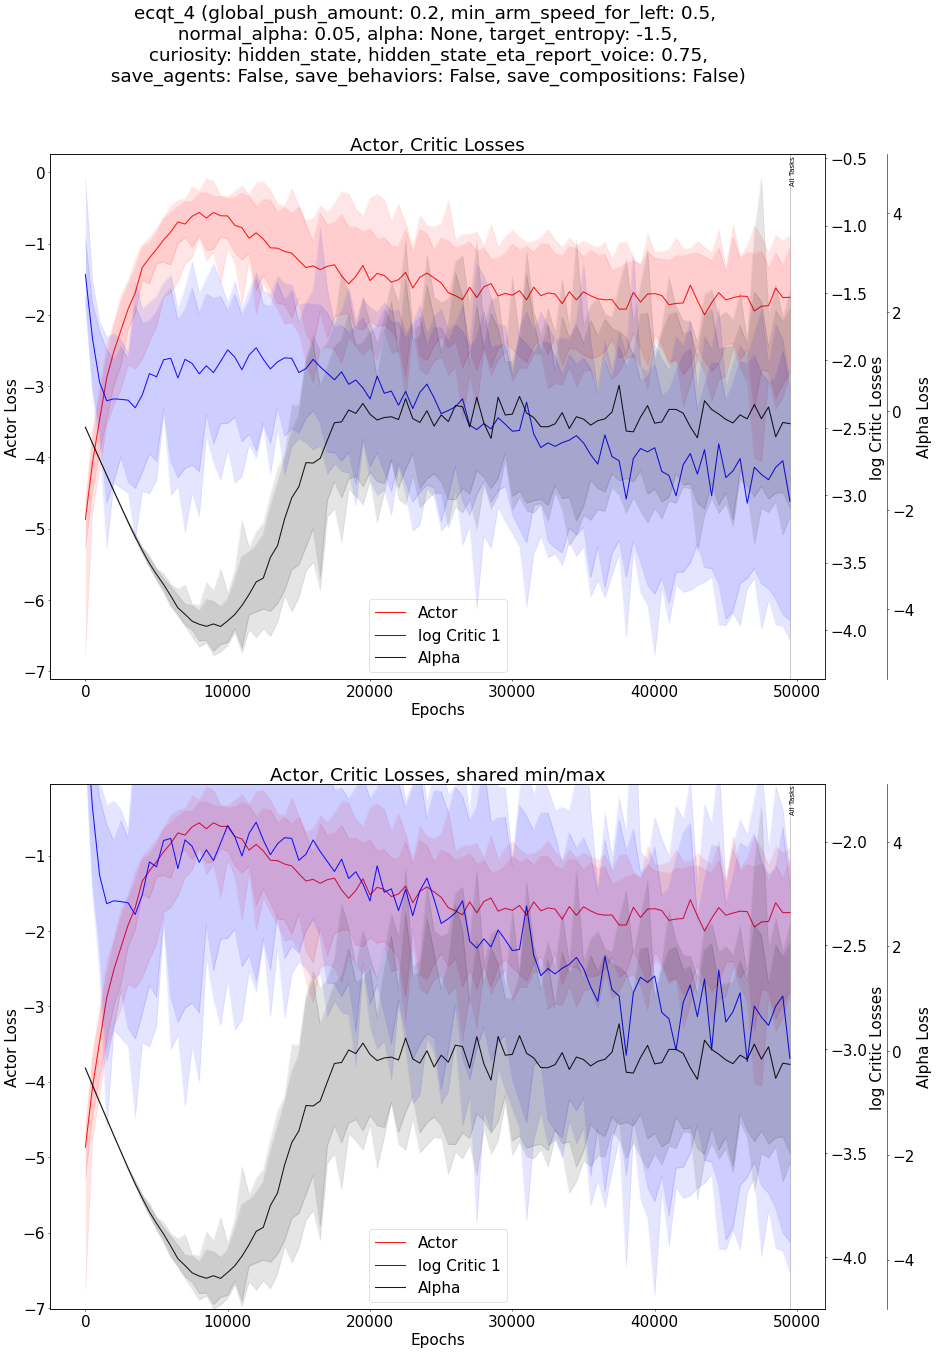 ecqt_4 (global_push_amount: 0.2, min_arm_speed_for_left: 0.5,
normal_alpha: 0.05, alpha: None, target_entropy: -1.5,
curiosity: hidden_state, hidden_state_eta_report_voice: 0.75,
save_agents: False, save_behaviors: False, save_compositions: False)
Actor, Critic Losses
0
−1
−2
−3
−4
−5
−6
−7
Actor Loss
0
10000
20000
30000
40000
50000
Epochs
−0.5
−1.0
−1.5
−2.0
−2.5
−3.0
−3.5
−4.0
log Critic Losses
4
2
0
−2
−4
Alpha Loss
All Tasks
Actor
log Critic 1
Alpha
Actor, Critic Losses, shared min/max
−1
−2
−3
−4
−5
−6
−7
Actor Loss
0
10000
20000
30000
40000
50000
Epochs
−2.0
−2.5
−3.0
−3.5
−4.0
log Critic Losses
4
2
0
−2
−4
Alpha Loss
All Tasks
Actor
log Critic 1
Alpha